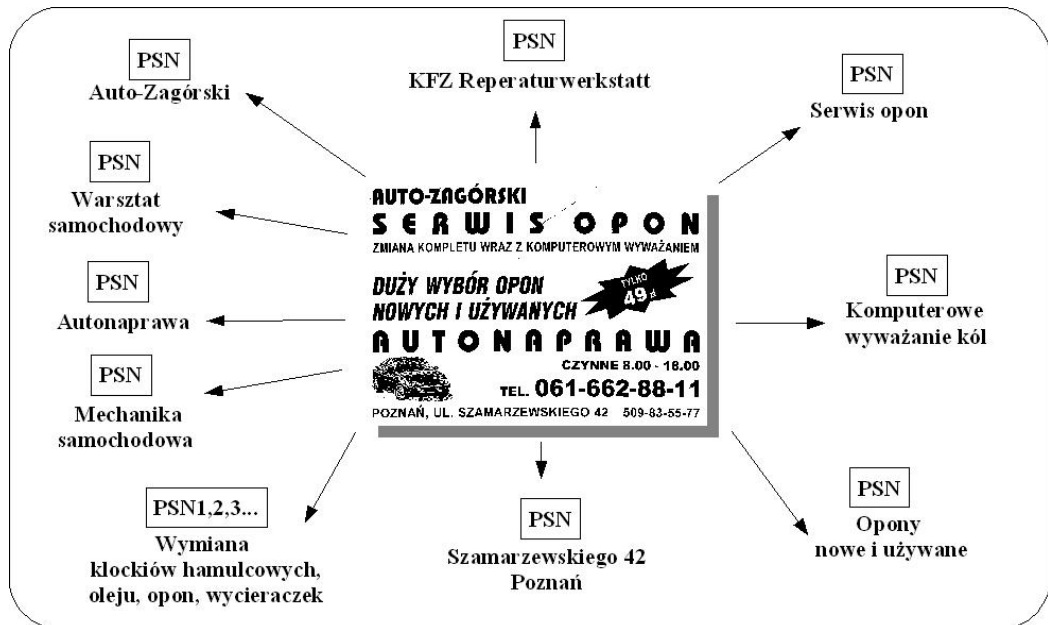 PSN
Auto-Zagórski
PSN
KFZ Reperaturwerkstatt
PSN
Serwis opon
PSN
Warsztat
samochodowy
PSN
Autonaprawa
PSN
Mechanika
samochodowa
AUTO-ZAGÓRSKI
SERWIS OPON
ZMIANA KOMPLETU WRAZ Z KOMPUTEROWYM WYWAŻANIEM
DUŻY WYBÓR OPON
NOWYCH I UŻYWANYCH
TYLKO
49 zł
AUTONAPRAWA
CZYNNE 8.00 - 18.00
TEL. 061-662-88-11
POZNAŃ, UL. SZAMARZEWSKIEGO 42 509-83-55-77
PSN
Komputerowe
wyważanie kól
PSN1,2,3...
Wymiana
klockiów hamulcowych,
oleju, opon, wycieraczek
PSN
Szamarzewskiego 42
Poznań
PSN
Opony
nowe i używane